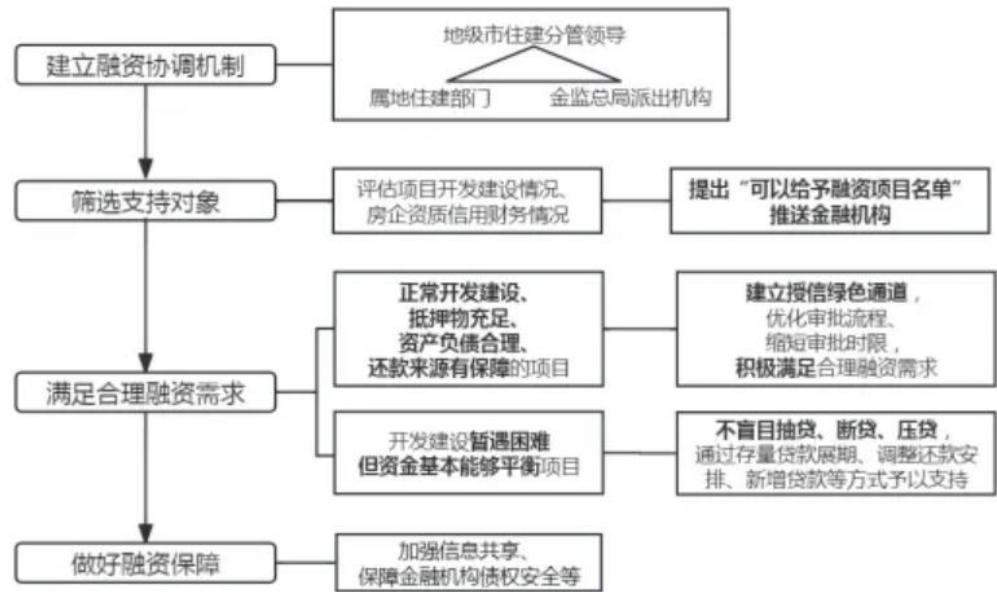 建立融资协调机制
地级市住建分管领导
属地住建部门
金监总局派出机构
筛选支持对象
评估项目开发建设情况、
房企资质信用财务情况
提出“可以给予融资项目名单”
推送金融机构
满足合理融资需求
正常开发建设、
抵押物充足、
资产负债合理、
还款来源有保障的项目
建立授信绿色通道，
优化审批流程、
缩短审批时限，
积极满足合理融资需求
开发建设暂遇困难
但资金基本能够平衡项目
不盲目抽贷、断贷、压贷，
通过存量贷款展期、调整还款安
排、新增贷款等方式予以支持
做好融资保障
加强信息共享、
保障金融机构债权安全等